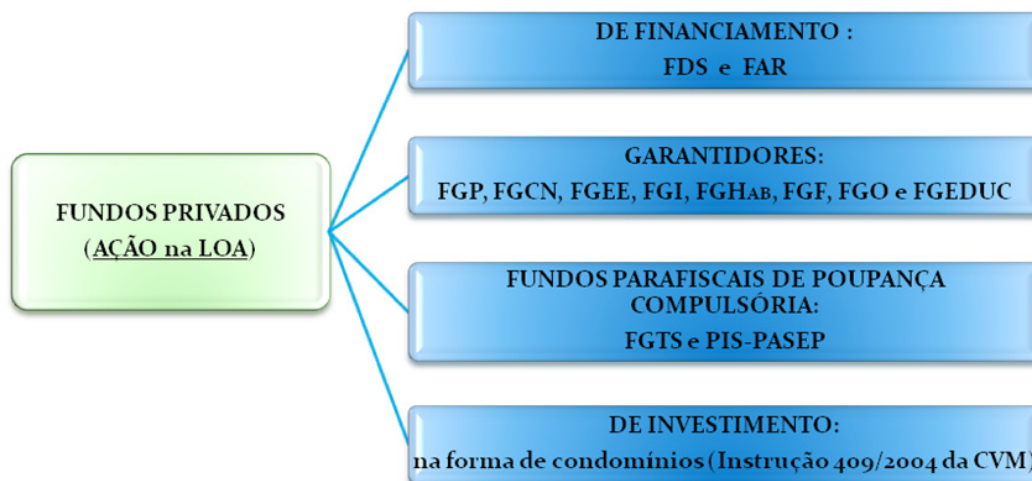 FUNDOS PRIVADOS
(AÇÃO na LOA)
DE FINANCIAMENTO :
FDS e FAR
GARANTIDORES:
FGP, FGCN, FGEE, FGI, FGHAB, FGF, FGO e FGEDUC
FUNDOS PARAFISCAIS DE POUPANÇA
COMPULSÓRIA:
FGTS e PIS-PASEP
DE INVESTIMENTO:
na forma de condomínios (Instrução 409/2004 da CVM)